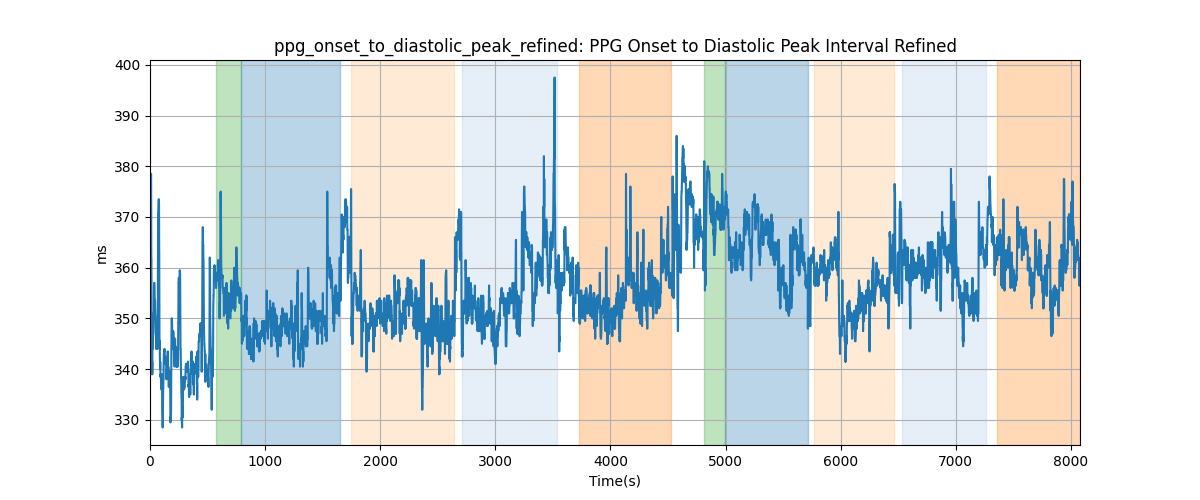 ppg_onset_to_diastolic_peak_refined: PPG Onset to Diastolic Peak Interval Refined
400
390
380
370
360
350
340
330
ms
0 1000 2000 3000 4000 5000 6000 7000 8000
Time(s)